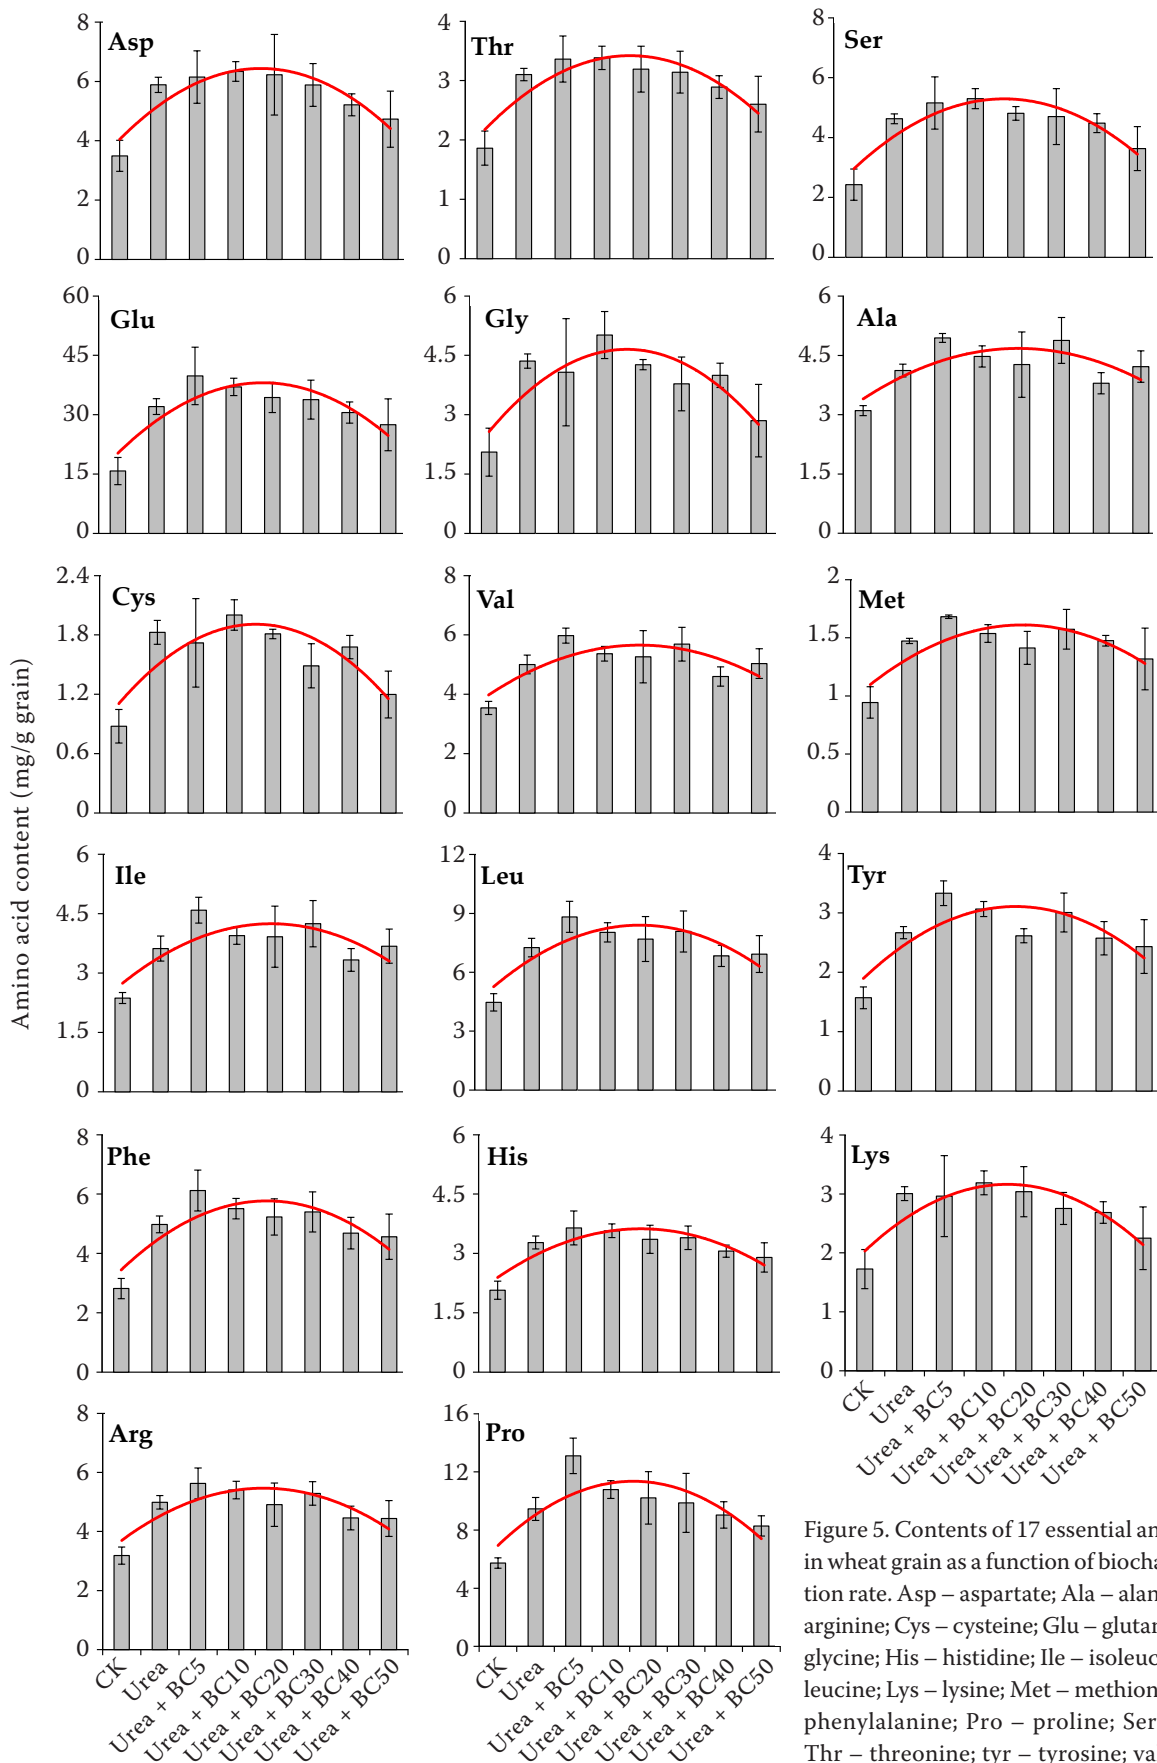 Amino acid content (mg/g grain)
Asp
8
6
4
2
0
Thr
4
3
2
1
0
Ser
8
6
4
2
0
Glu
60
45
30
15
0
Gly
6
4.5
3
1.5
0
Ala
6
4.5
3
1.5
0
Cys
2.4
1.8
1.2
0.6
0
Val
8
6
4
2
0
Met
2
1.5
1
0.5
0
Ile
6
4.5
3
1.5
0
Leu
12
9
6
3
0
Tyr
4
3
2
1
0
Phe
8
6
4
2
0
His
6
4.5
3
1.5
0
Lys
4
3
2
1
0
CK
Urea
Urea + BC5
Urea + BC10
Urea + BC20
Urea + BC30
Urea + BC40
Urea + BC50
Arg
8
6
4
2
0
CK
Urea
Urea + BC5
Urea + BC10
Urea + BC20
Urea + BC30
Urea + BC40
Urea + BC50
Pro
16
12
8
4
0
CK
Urea
Urea + BC5
Urea + BC10
Urea + BC20
Urea + BC30
Urea + BC40
Urea + BC50
Figure 5. Contents of 17 essential
in wheat grain as a function of
tion rate. Asp – aspartate; Ala –
arginine; Cys – cysteine; Glu –
glycine; His – histidine; Ile –
leucine; Lys – lysine; Met –
phenylalanine; Pro – proline; Ser
Thr – threonine; tyr – tyrosine;